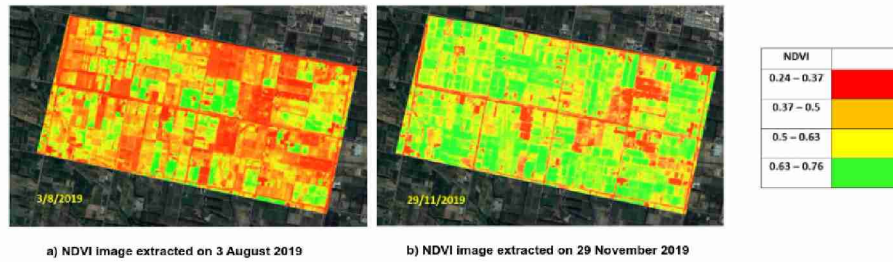 NDVI
0.24 – 0.37
0.37 – 0.5
0.5 – 0.63
0.63 – 0.76
3/8/2019
29/11/2019
a) NDVI image extracted on 3 August 2019
b) NDVI image extracted on 29 November 2019